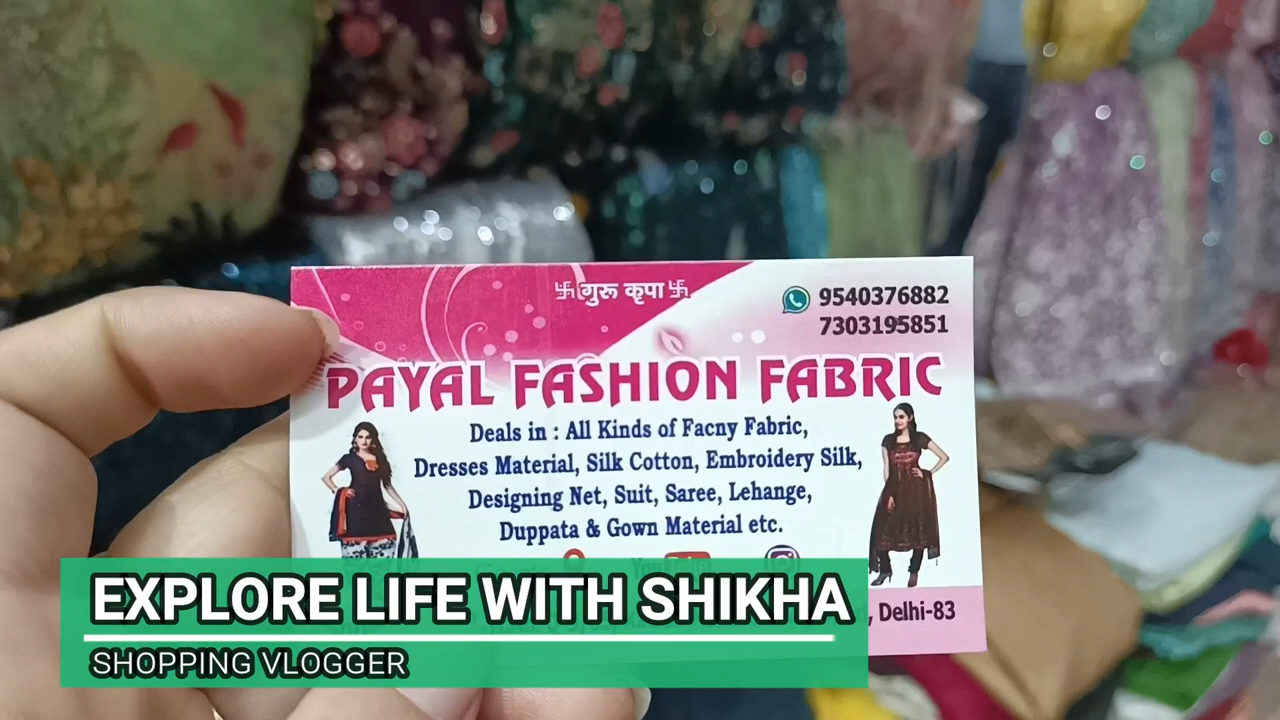 卐 गुरू कृपा 卐
9540376882
7303195851
PAYAL FASHION FABRIC
Deals in : All Kinds of Facny Fabric,
Dresses Material, Silk Cotton, Embroidery Silk,
Designing Net, Suit, Saree, Lehange,
Duppata & Gown Material etc.
Delhi-83
EXPLORE LIFE WITH SHIKHA
SHOPPING VLOGGER